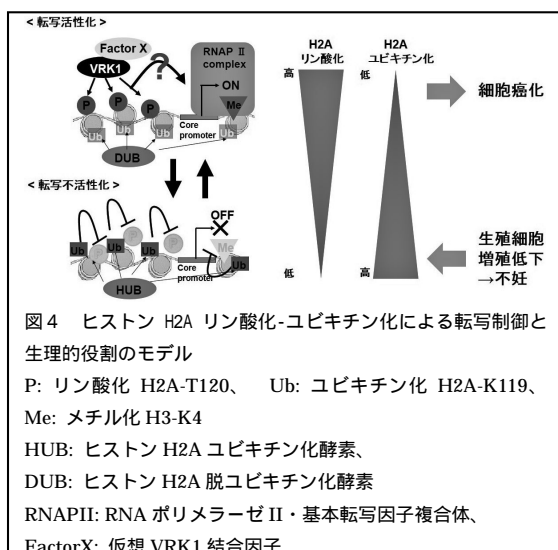 < 転写活性化 >
Factor X
VRK1
?
RNAP II
complex
ON
P
P
P
Me
Ub
Ub
Ub
Ub
Core
promoter
DUB
< 転写不活性化 >
OFF
Ub
Ub
Ub
P
P
P
Me
Ub
Core
promoter
HUB
H2A
リン酸化
H2A
ユビキチン化
高
低
細胞癌化
低
高
生殖細胞
増殖低下
→不妊
図４ ヒストン H2A リン酸化-ユビキチン化による転写制御と
生理的役割のモデル
P: リン酸化 H2A-T120、 Ub: ユビキチン化 H2A-K119、
Me: メチル化 H3-K4
HUB: ヒストン H2A ユビキチン化酵素、
DUB: ヒストン H2A 脱ユビキチン化酵素
RNAPII: RNA ポリメラーゼ II・基本転写因子複合体、
FactorX: 仮想 VRK1 結合因子